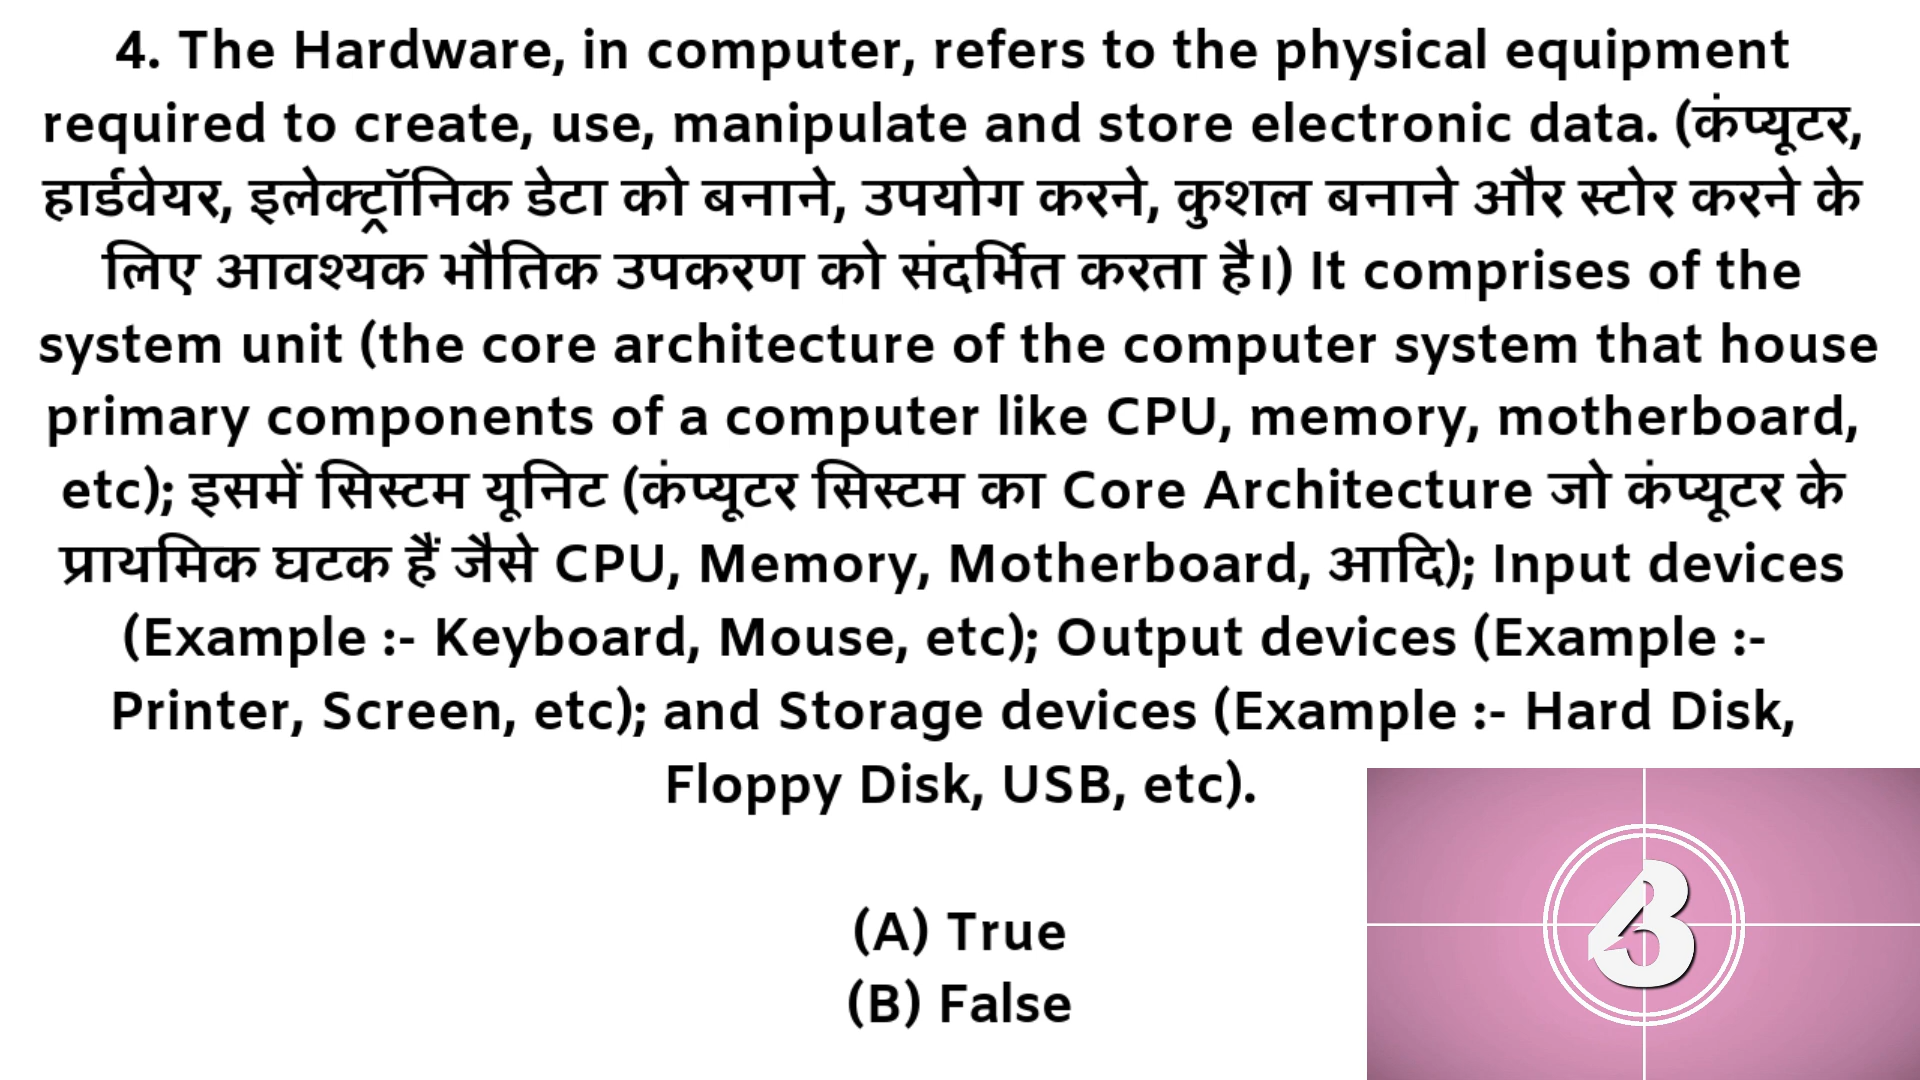 4. The Hardware, in computer, refers to the physical equipment
required to create, use, manipulate and store electronic data. (कंप्यूटर,
हार्डवेयर, इलेक्ट्रॉनिक डेटा को बनाने, उपयोग करने, कुशल बनाने और स्टोर करने के
लिए आवश्यक भौतिक उपकरण को संदर्भित करता है।) It comprises of the
system unit (the core architecture of the computer system that house
primary components of a computer like CPU, memory, motherboard,
etc); इसमें सिस्टम यूनिट (कंप्यूटर सिस्टम का Core Architecture जो कंप्यूटर के
प्राथमिक घटक हैं जैसे CPU, Memory, Motherboard, आदि); Input devices
(Example :- Keyboard, Mouse, etc); Output devices (Example :-
Printer, Screen, etc); and Storage devices (Example :- Hard Disk,
Floppy Disk, USB, etc).
(A) True
(B) False